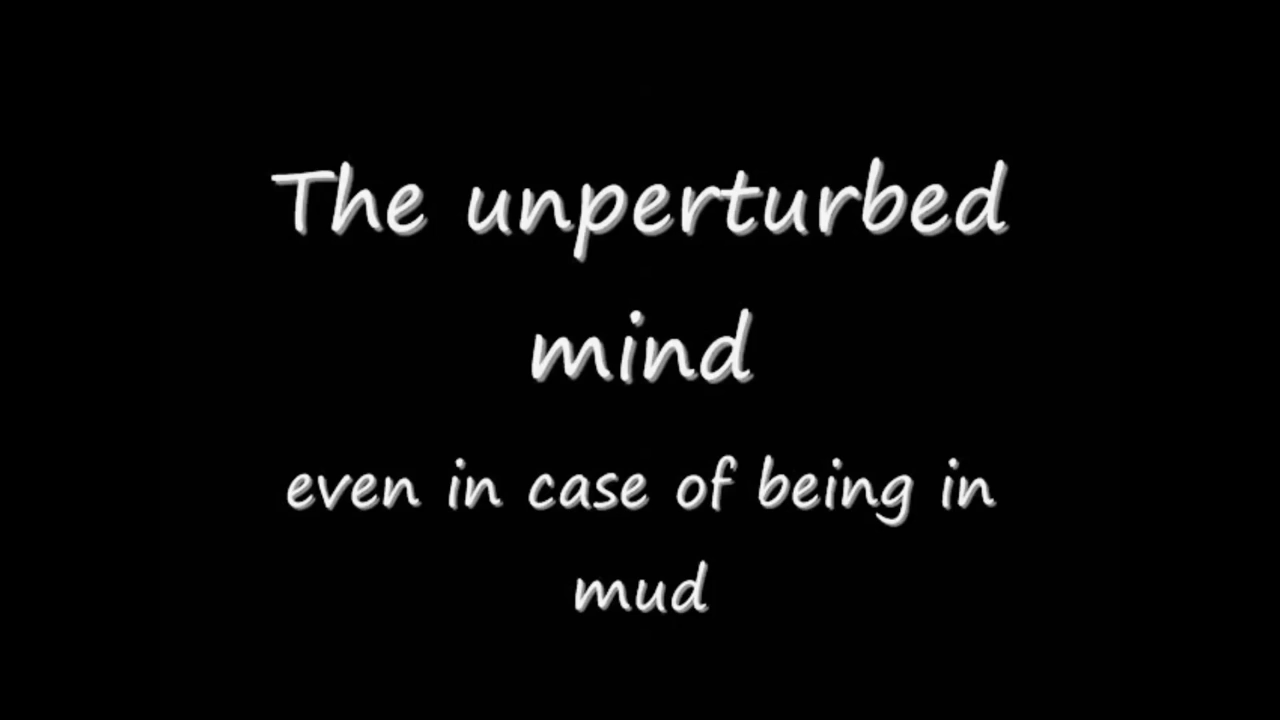 The unperturbed
mind
even in case of being in
mud